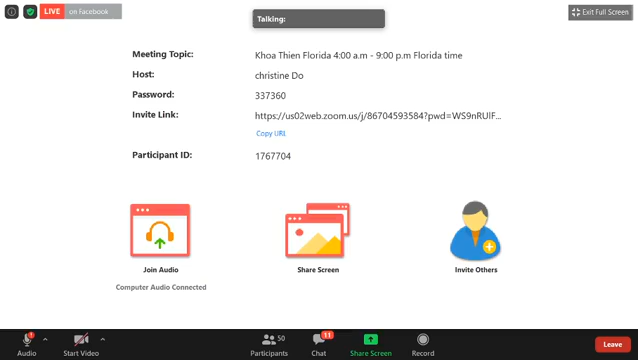 LIVE on Facebook
Talking:
Exit Full Screen
Meeting Topic: Khoa Thien Florida 4:00 a.m - 9:00 p.m Florida time
Host: christine Do
Password: 337360
Invite Link: https://us02web.zoom.us/j/86704593584?pwd=WS9nRUlF...
Copy URL
Participant ID: 1767704
Join Audio
Share Screen
Invite Others
Computer Audio Connected
1
50
11
Audio
Start Video
Participants
Chat
Share Screen
Record
Leave